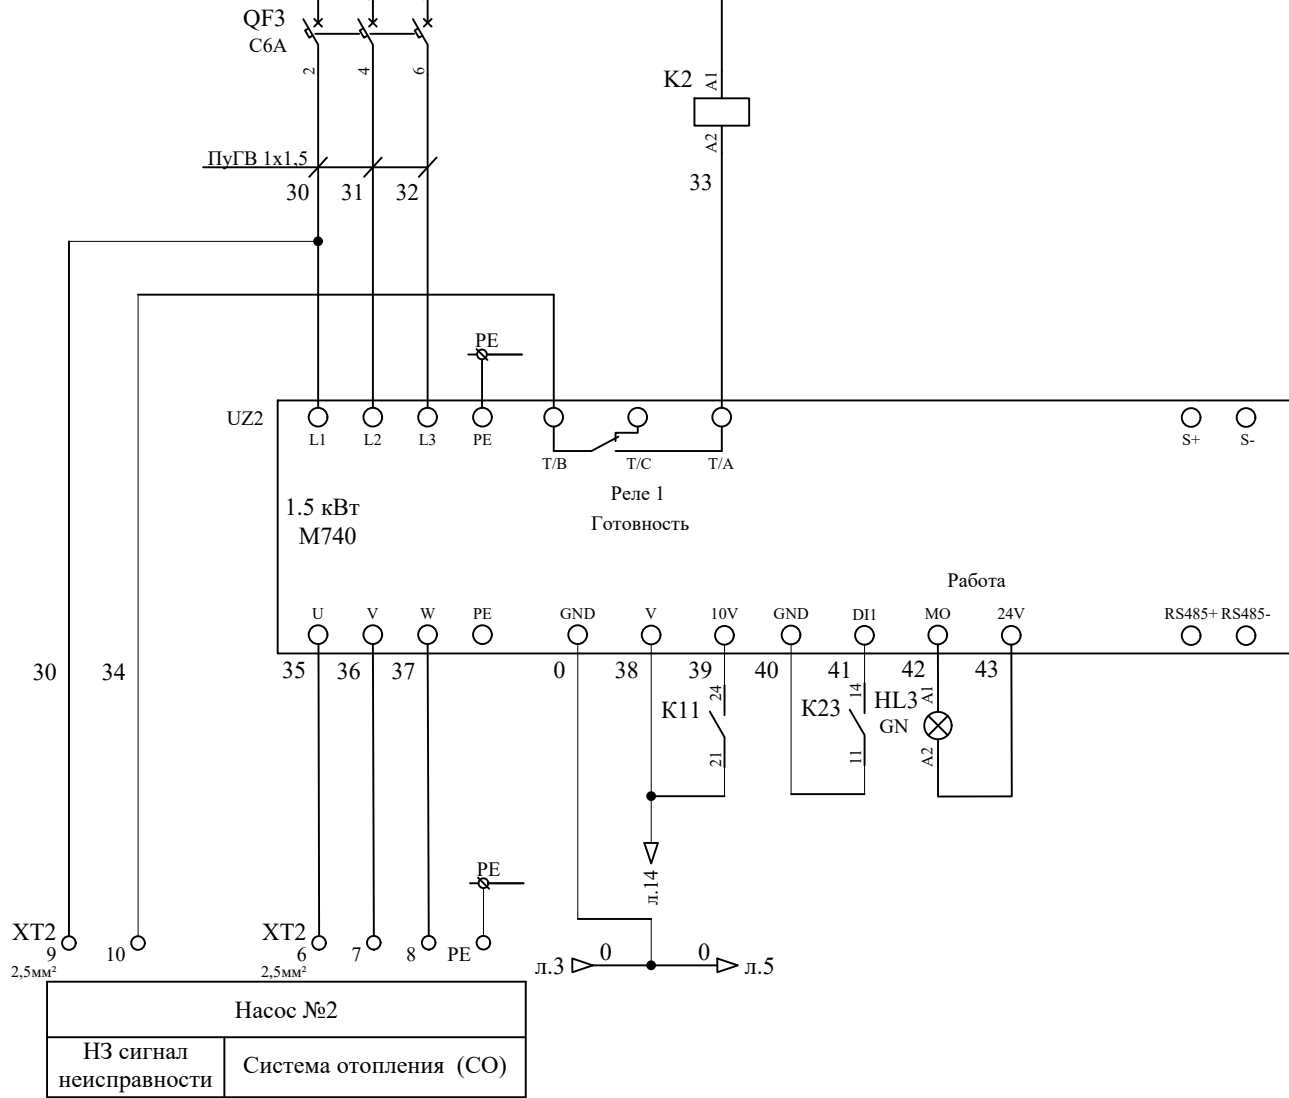 QF3
C6A
2
4
6
K2
A1
A2
ПуГВ 1x1,5
30
31
32
33
PE
UZ2
L1
L2
L3
PE
T/B
T/C
T/A
S+
S-
Реле 1
Готовность
1.5 кВт
M740
Работа
U
V
W
PE
GND
V
10V
GND
DI1
MO
24V
RS485+
RS485-
30
34
35
36
37
0
38
39
40
41
42
43
K11
24
21
K23
14
11
HL3
GN
A1
A2
л.14
PE
XT2
9
2,5мм²
10
XT2
6
2,5мм²
7
8
PE
л.3
0
0
л.5
Насос №2
НЗ сигнал
неисправности
Система отопления (СО)